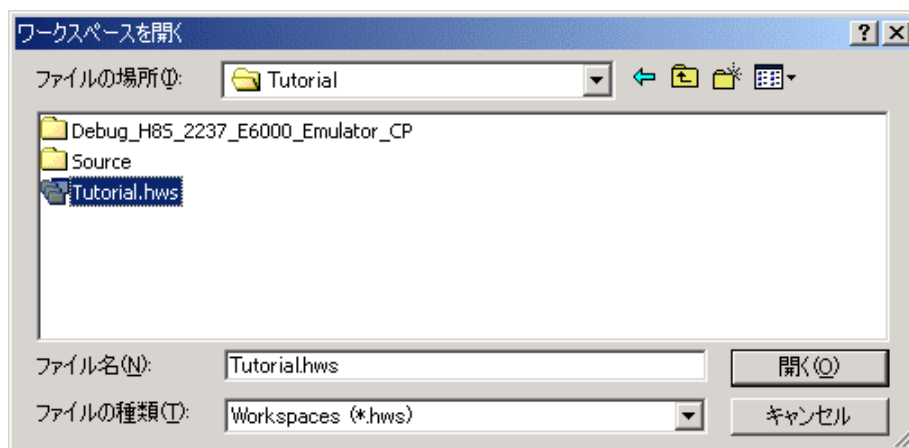 ワークスペースを開く
ファイルの場所(I):
Tutorial
Debug_H8S_2237_E6000_Emulator_CP
Source
Tutorial.hws
ファイル名(N):
Tutorial.hws
開く(O)
ファイルの種類(T):
Workspaces (*.hws)
キャンセル